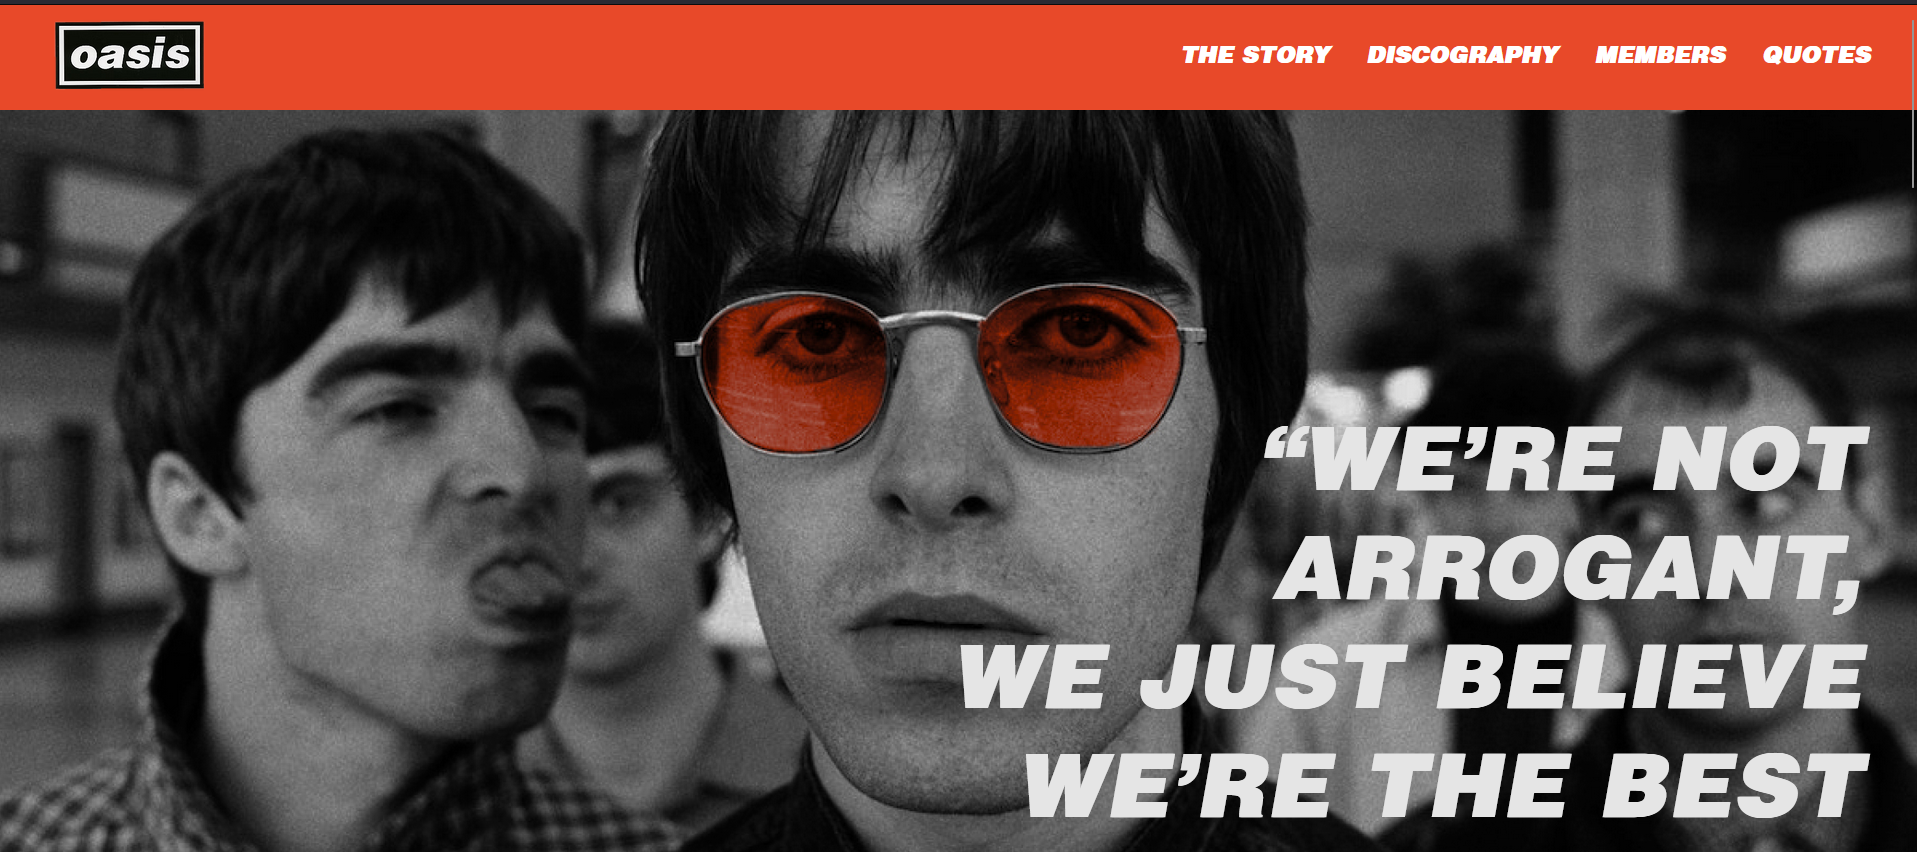 oasis
THE STORY DISCOGRAPHY MEMBERS QUOTES
“WE’RE NOT
ARROGANT,
WE JUST BELIEVE
WE’RE THE BEST